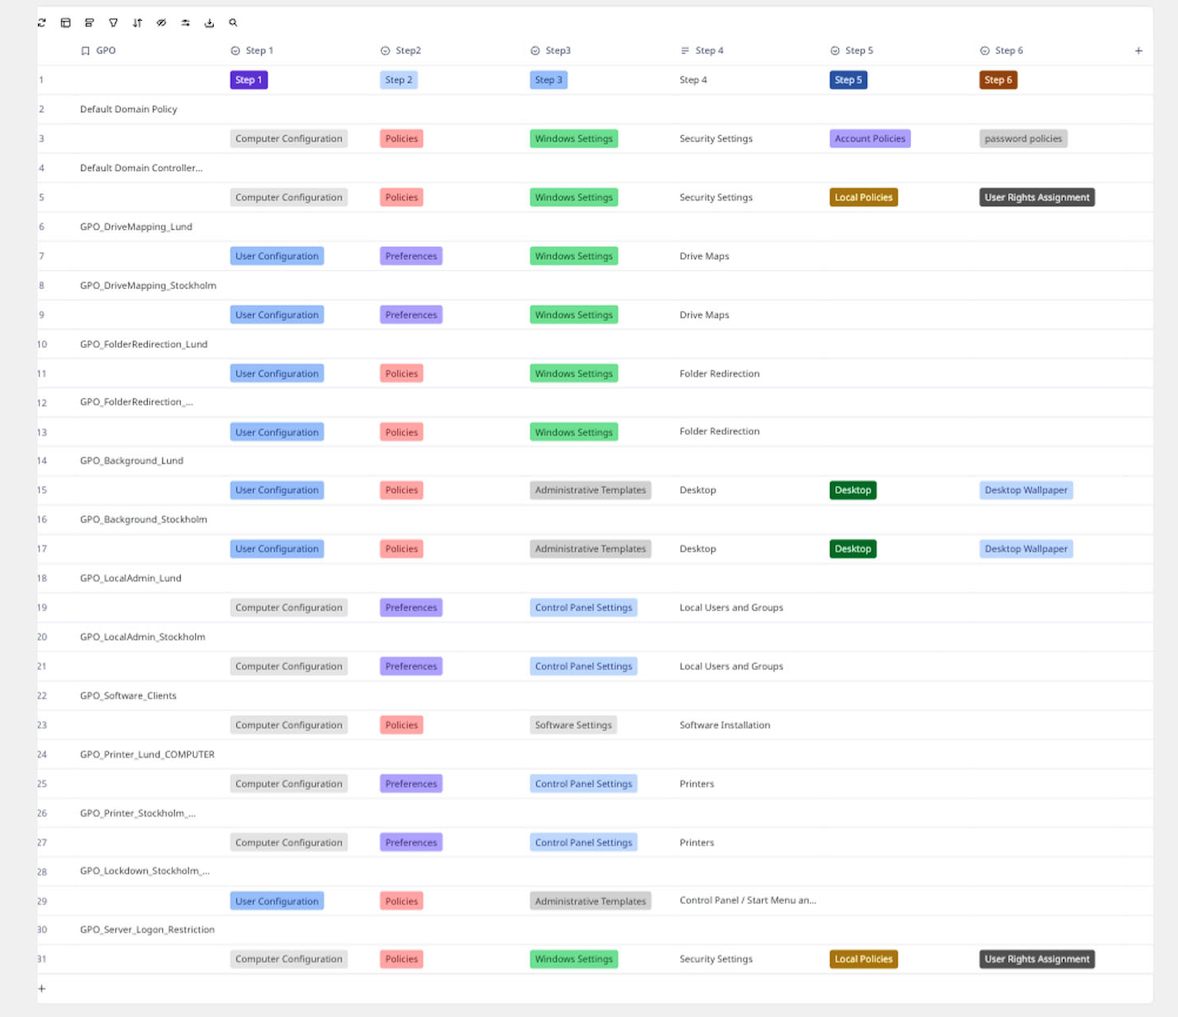 GPO Step 1 Step2 Step3 Step 4 Step 5 Step 6 +
1 Step 1 Step 2 Step 3 Step 4 Step 5 Step 6
2 Default Domain Policy
3 Computer Configuration Policies Windows Settings Security Settings Account Policies password policies
4 Default Domain Controller...
5 Computer Configuration Policies Windows Settings Security Settings Local Policies User Rights Assignment
6 GPO_DriveMapping_Lund
7 User Configuration Preferences Windows Settings Drive Maps
8 GPO_DriveMapping_Stockholm
9 User Configuration Preferences Windows Settings Drive Maps
10 GPO_FolderRedirection_Lund
11 User Configuration Policies Windows Settings Folder Redirection
12 GPO_FolderRedirection_...
13 User Configuration Policies Windows Settings Folder Redirection
14 GPO_Background_Lund
15 User Configuration Policies Administrative Templates Desktop Desktop Desktop Wallpaper
16 GPO_Background_Stockholm
17 User Configuration Policies Administrative Templates Desktop Desktop Desktop Wallpaper
18 GPO_LocalAdmin_Lund
19 Computer Configuration Preferences Control Panel Settings Local Users and Groups
20 GPO_LocalAdmin_Stockholm
21 Computer Configuration Preferences Control Panel Settings Local Users and Groups
22 GPO_Software_Clients
23 Computer Configuration Policies Software Settings Software Installation
24 GPO_Printer_Lund_COMPUTER
25 Computer Configuration Preferences Control Panel Settings Printers
26 GPO_Printer_Stockholm_...
27 Computer Configuration Preferences Control Panel Settings Printers
28 GPO_Lockdown_Stockholm_...
29 User Configuration Policies Administrative Templates Control Panel / Start Menu an...
30 GPO_Server_Logon_Restriction
31 Computer Configuration Policies Windows Settings Security Settings Local Policies User Rights Assignment
+